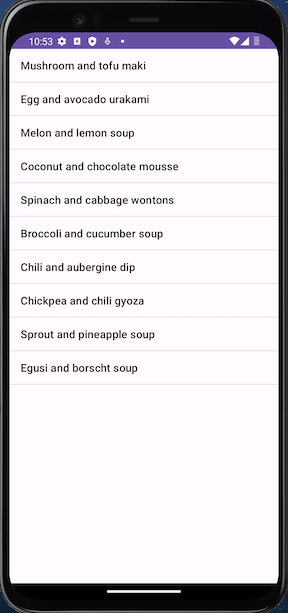 10:53
Mushroom and tofu maki
Egg and avocado urakami
Melon and lemon soup
Coconut and chocolate mousse
Spinach and cabbage wontons
Broccoli and cucumber soup
Chili and aubergine dip
Chickpea and chili gyoza
Sprout and pineapple soup
Egusi and borscht soup